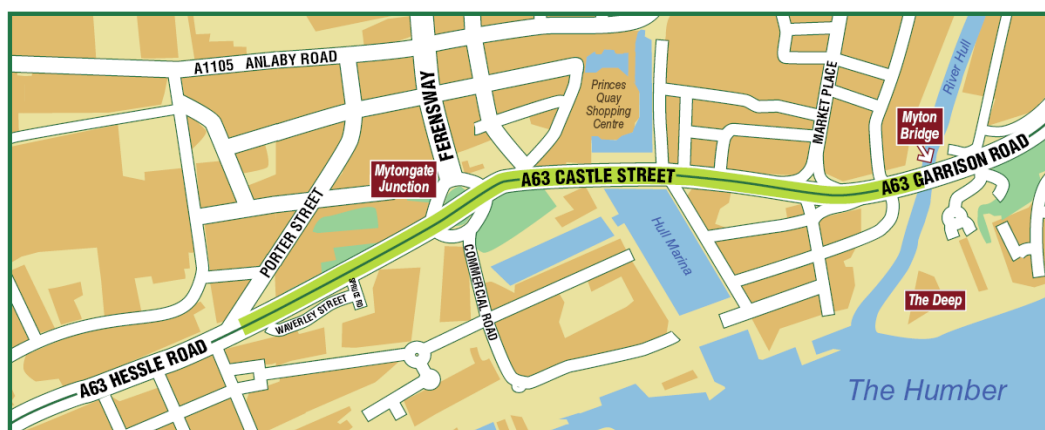 A1105 ANLABY ROAD
FERENSWAY
Princes
Quay
Shopping
Centre
MARKET PLACE
River Hull
Myton
Bridge
Mytongate
Junction
A63 CASTLE STREET
A63 GARRISON ROAD
PORTER STREET
Hull Marina
COMMERCIAL ROAD
SPRUCE RD
WAVERLEY STREET
The Deep
A63 HESSLE ROAD
The Humber